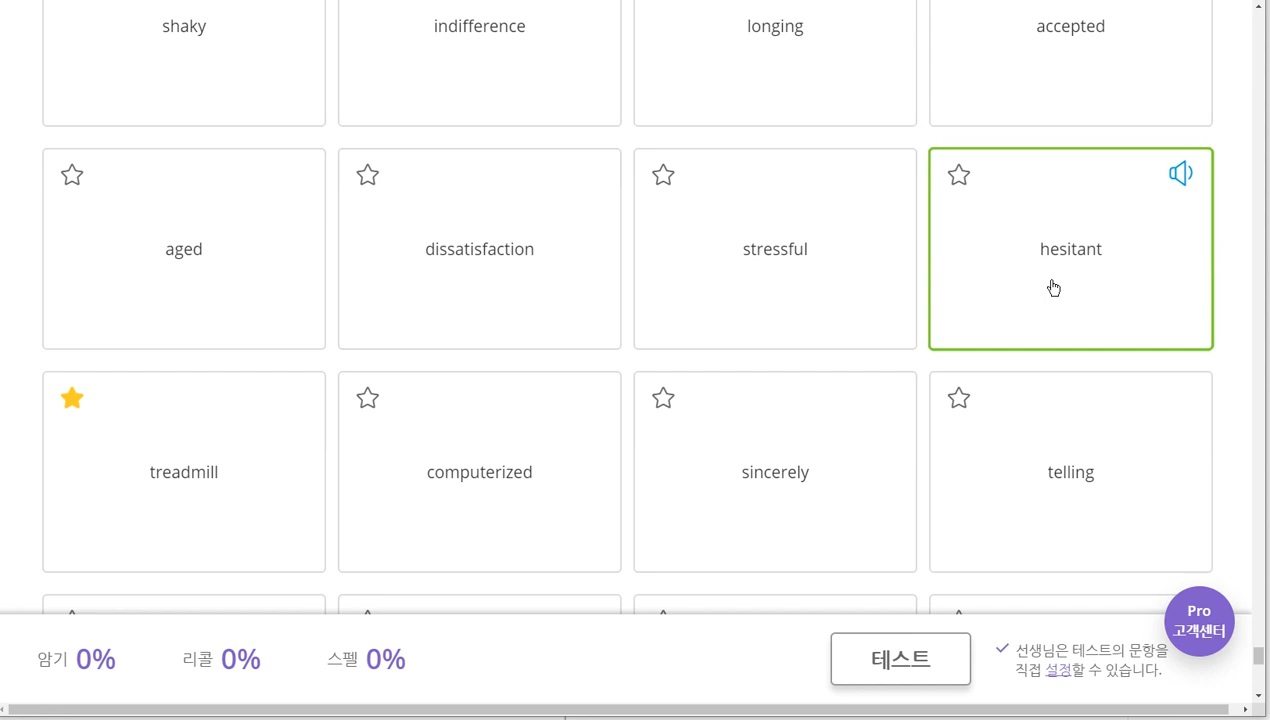 shaky
indifference
longing
accepted
aged
dissatisfaction
stressful
hesitant
treadmill
computerized
sincerely
telling
Pro
고객센터
암기 0%
리콜 0%
스펠 0%
테스트
선생님은 테스트의 문항을
직접 설정할 수 있습니다.